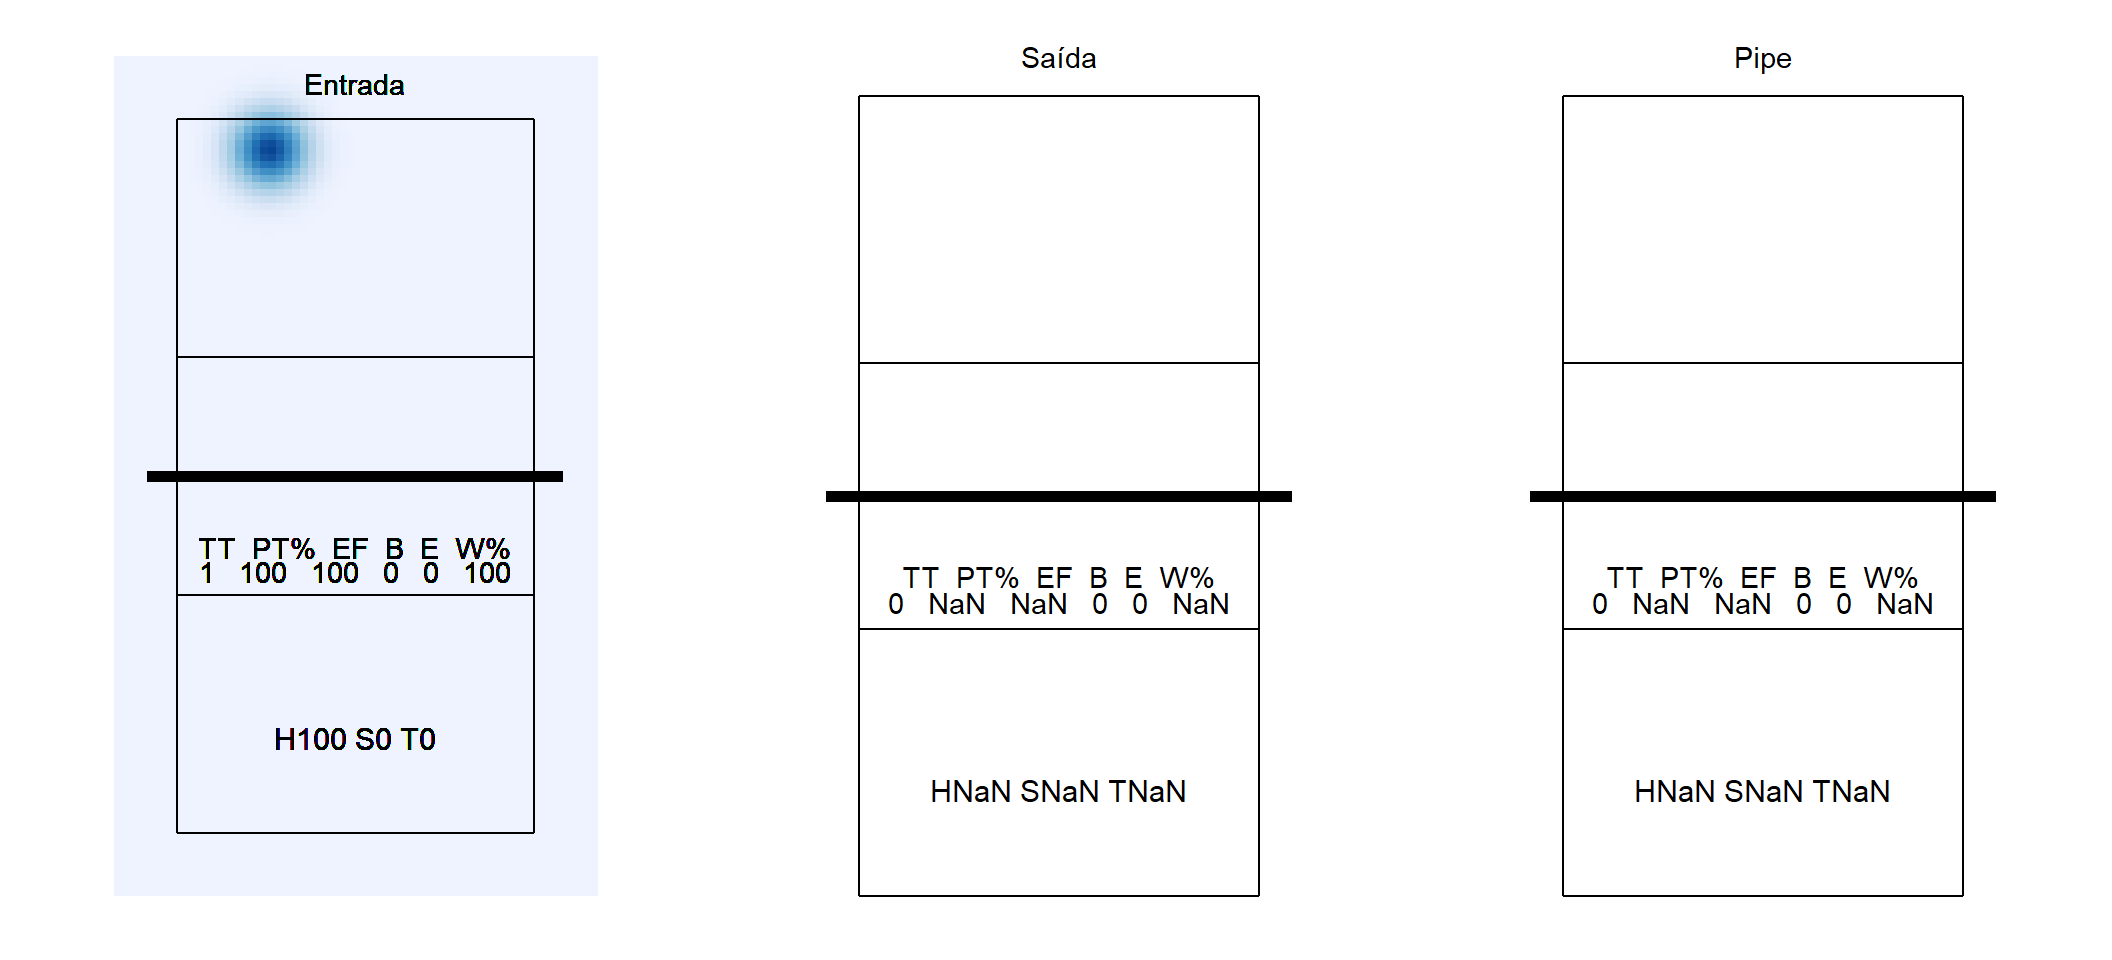 Entrada
TT PT% EF B E W%
1 100 100 0 0 100
H100 S0 T0
Saída
TT PT% EF B E W%
0 NaN NaN 0 0 NaN
HNaN SNaN TNaN
Pipe
TT PT% EF B E W%
0 NaN NaN 0 0 NaN
HNaN SNaN TNaN